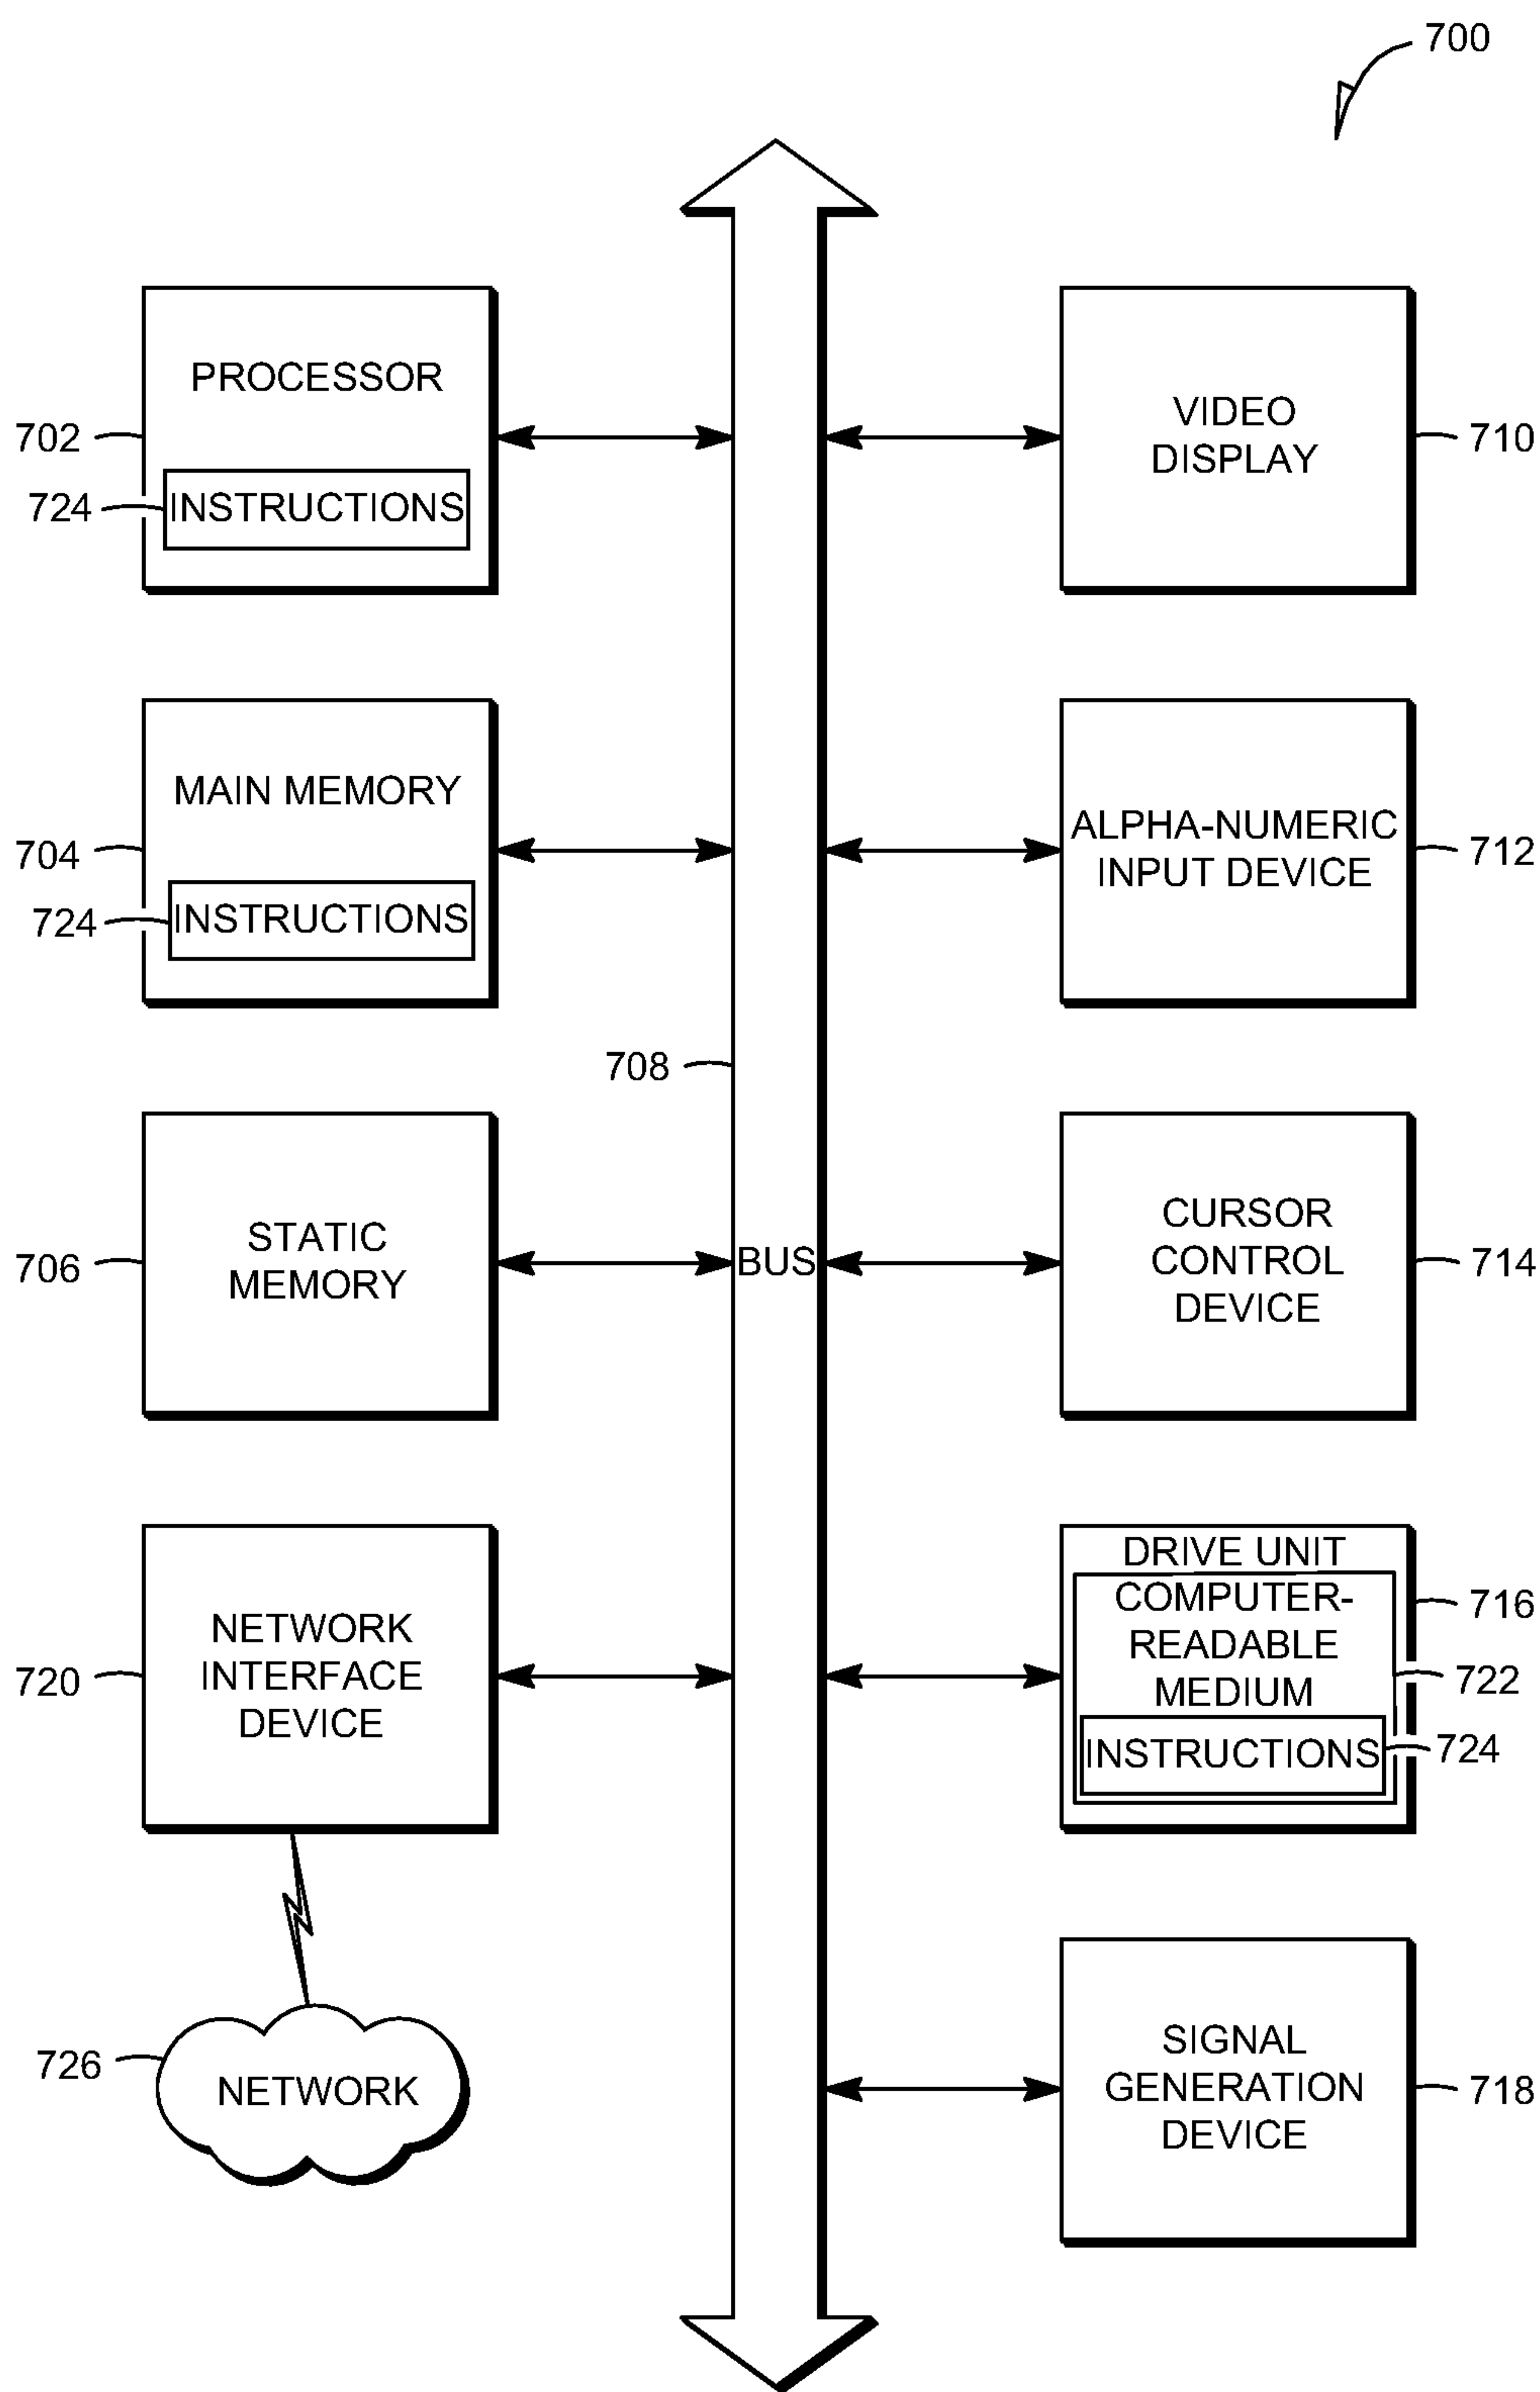 700
PROCESSOR
702
724
INSTRUCTIONS
VIDEO
DISPLAY
710
MAIN MEMORY
704
724
INSTRUCTIONS
ALPHA-NUMERIC
INPUT DEVICE
712
708
STATIC
MEMORY
706
BUS
CURSOR
CONTROL
DEVICE
714
NETWORK
INTERFACE
DEVICE
720
DRIVE UNIT
COMPUTER-
READABLE
MEDIUM
716
722
INSTRUCTIONS
724
726
NETWORK
SIGNAL
GENERATION
DEVICE
718